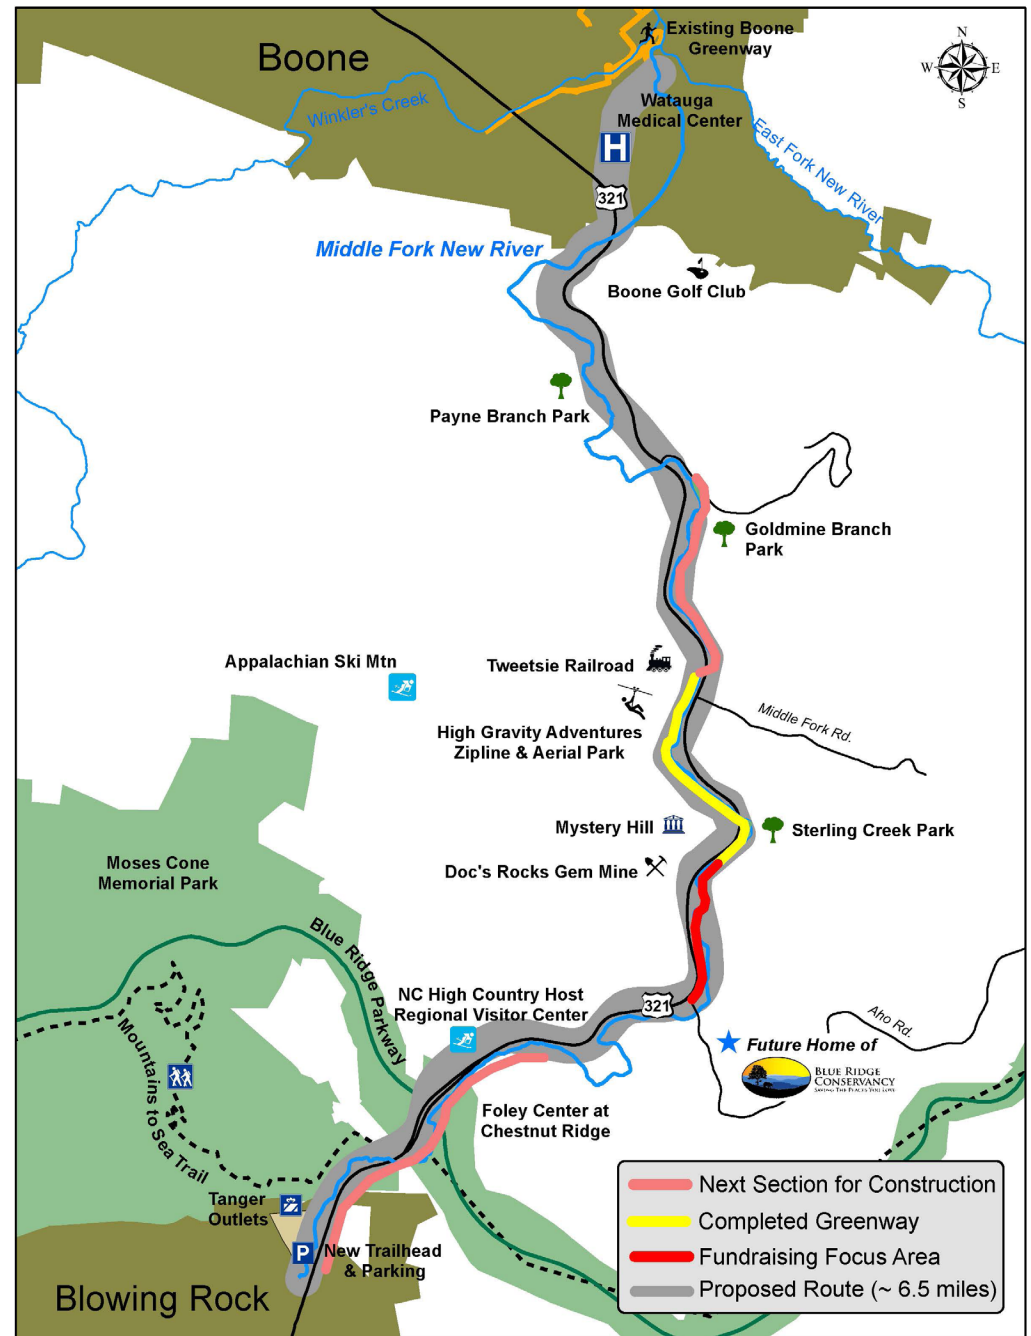 Existing Boone
Greenway
Boone
N
W
E
S
Winkler's Creek
Watauga
Medical Center
H
East Fork New River
321
Middle Fork New River
Boone Golf Club
Payne Branch Park
Goldmine Branch
Park
Appalachian Ski Mtn
Tweetsie Railroad
High Gravity Adventures
Zipline & Aerial Park
Middle Fork Rd.
Mystery Hill
Sterling Creek Park
Doc's Rocks Gem Mine
Moses Cone
Memorial Park
Blue Ridge Parkway
NC High Country Host
Regional Visitor Center
321
Aho Rd.
Future Home of
BLUE RIDGE
CONSERVANCY
SAVING THE PLACES YOU LOVE
Mountains to Sea Trail
Foley Center at
Chestnut Ridge
Tanger
Outlets
P
New Trailhead
& Parking
Blowing Rock
Next Section for Construction
Completed Greenway
Fundraising Focus Area
Proposed Route (~ 6.5 miles)